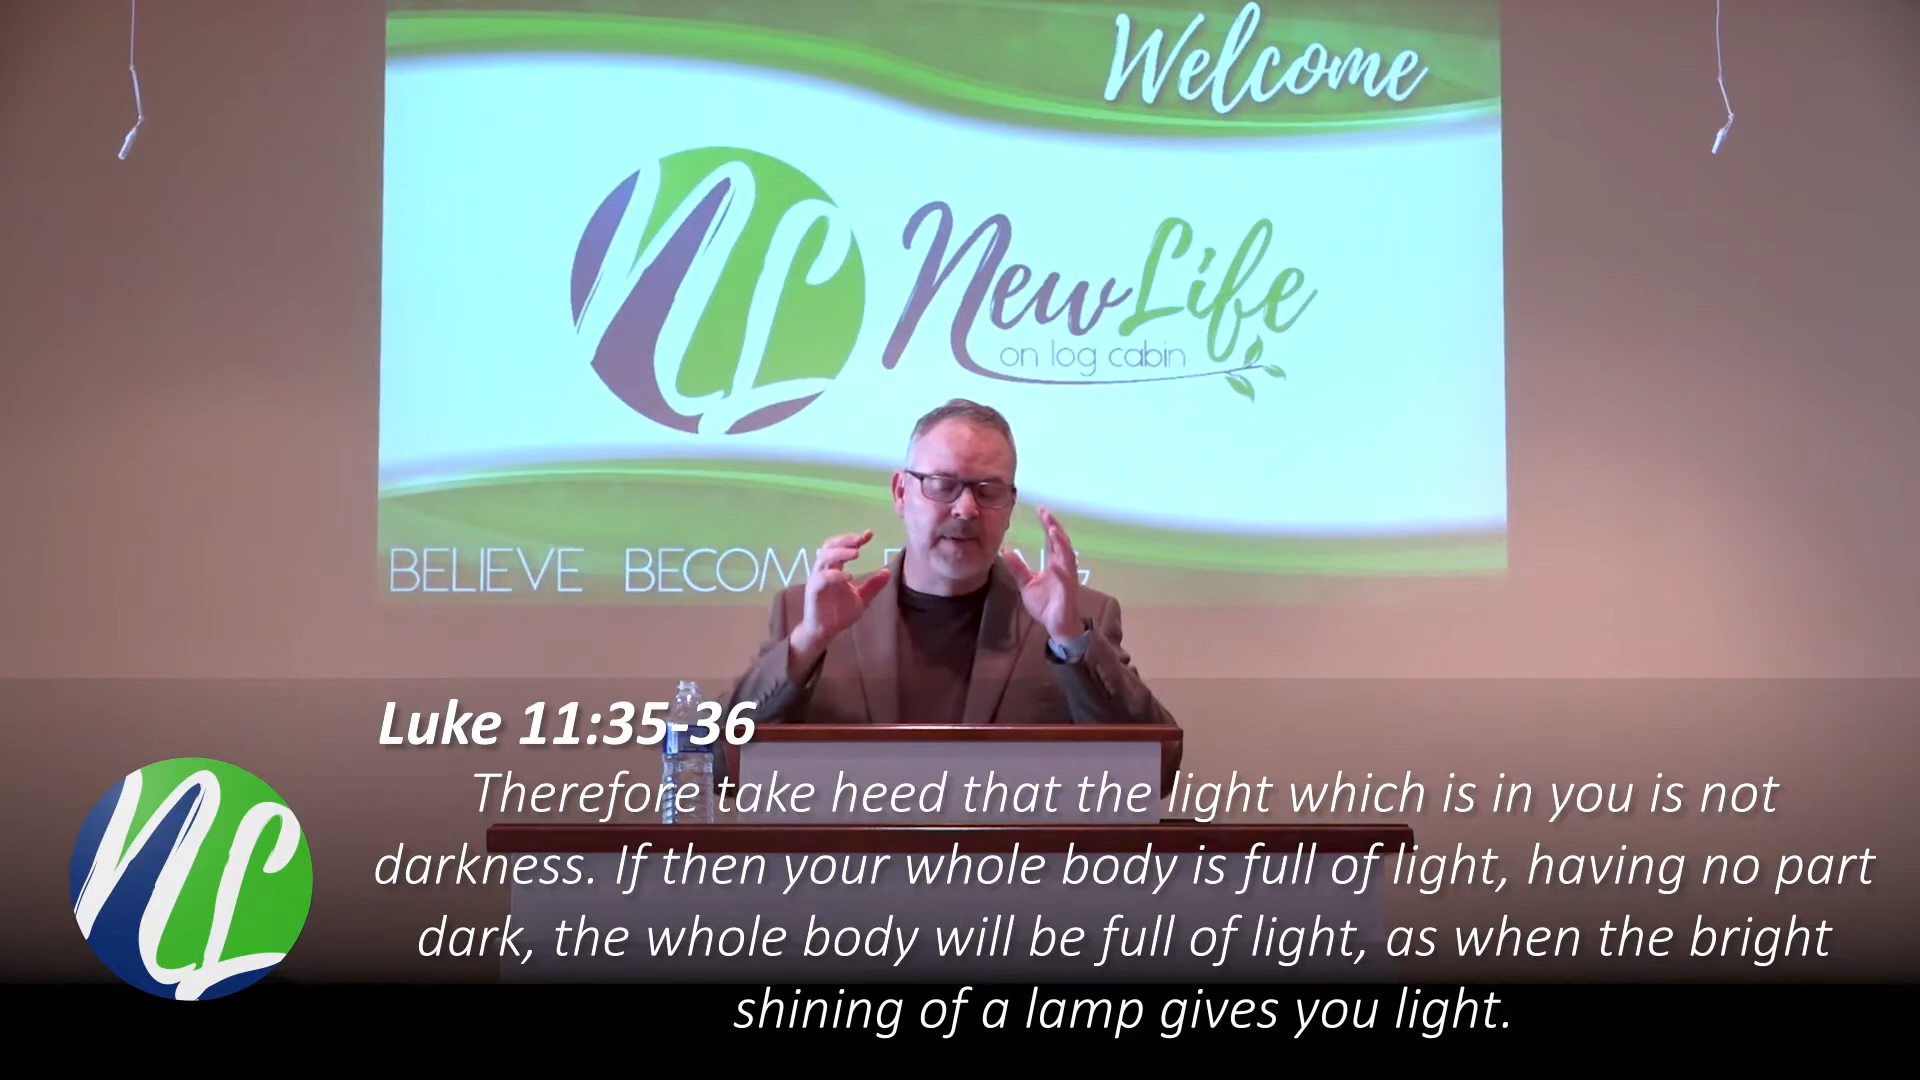 Welcome
NL
NewLife
on log cabin
BELIEVE BECOM
Luke 11:35-36
NL
Therefore take heed that the light which is in you is not
darkness. If then your whole body is full of light, having no part
dark, the whole body will be full of light, as when the bright
shining of a lamp gives you light.